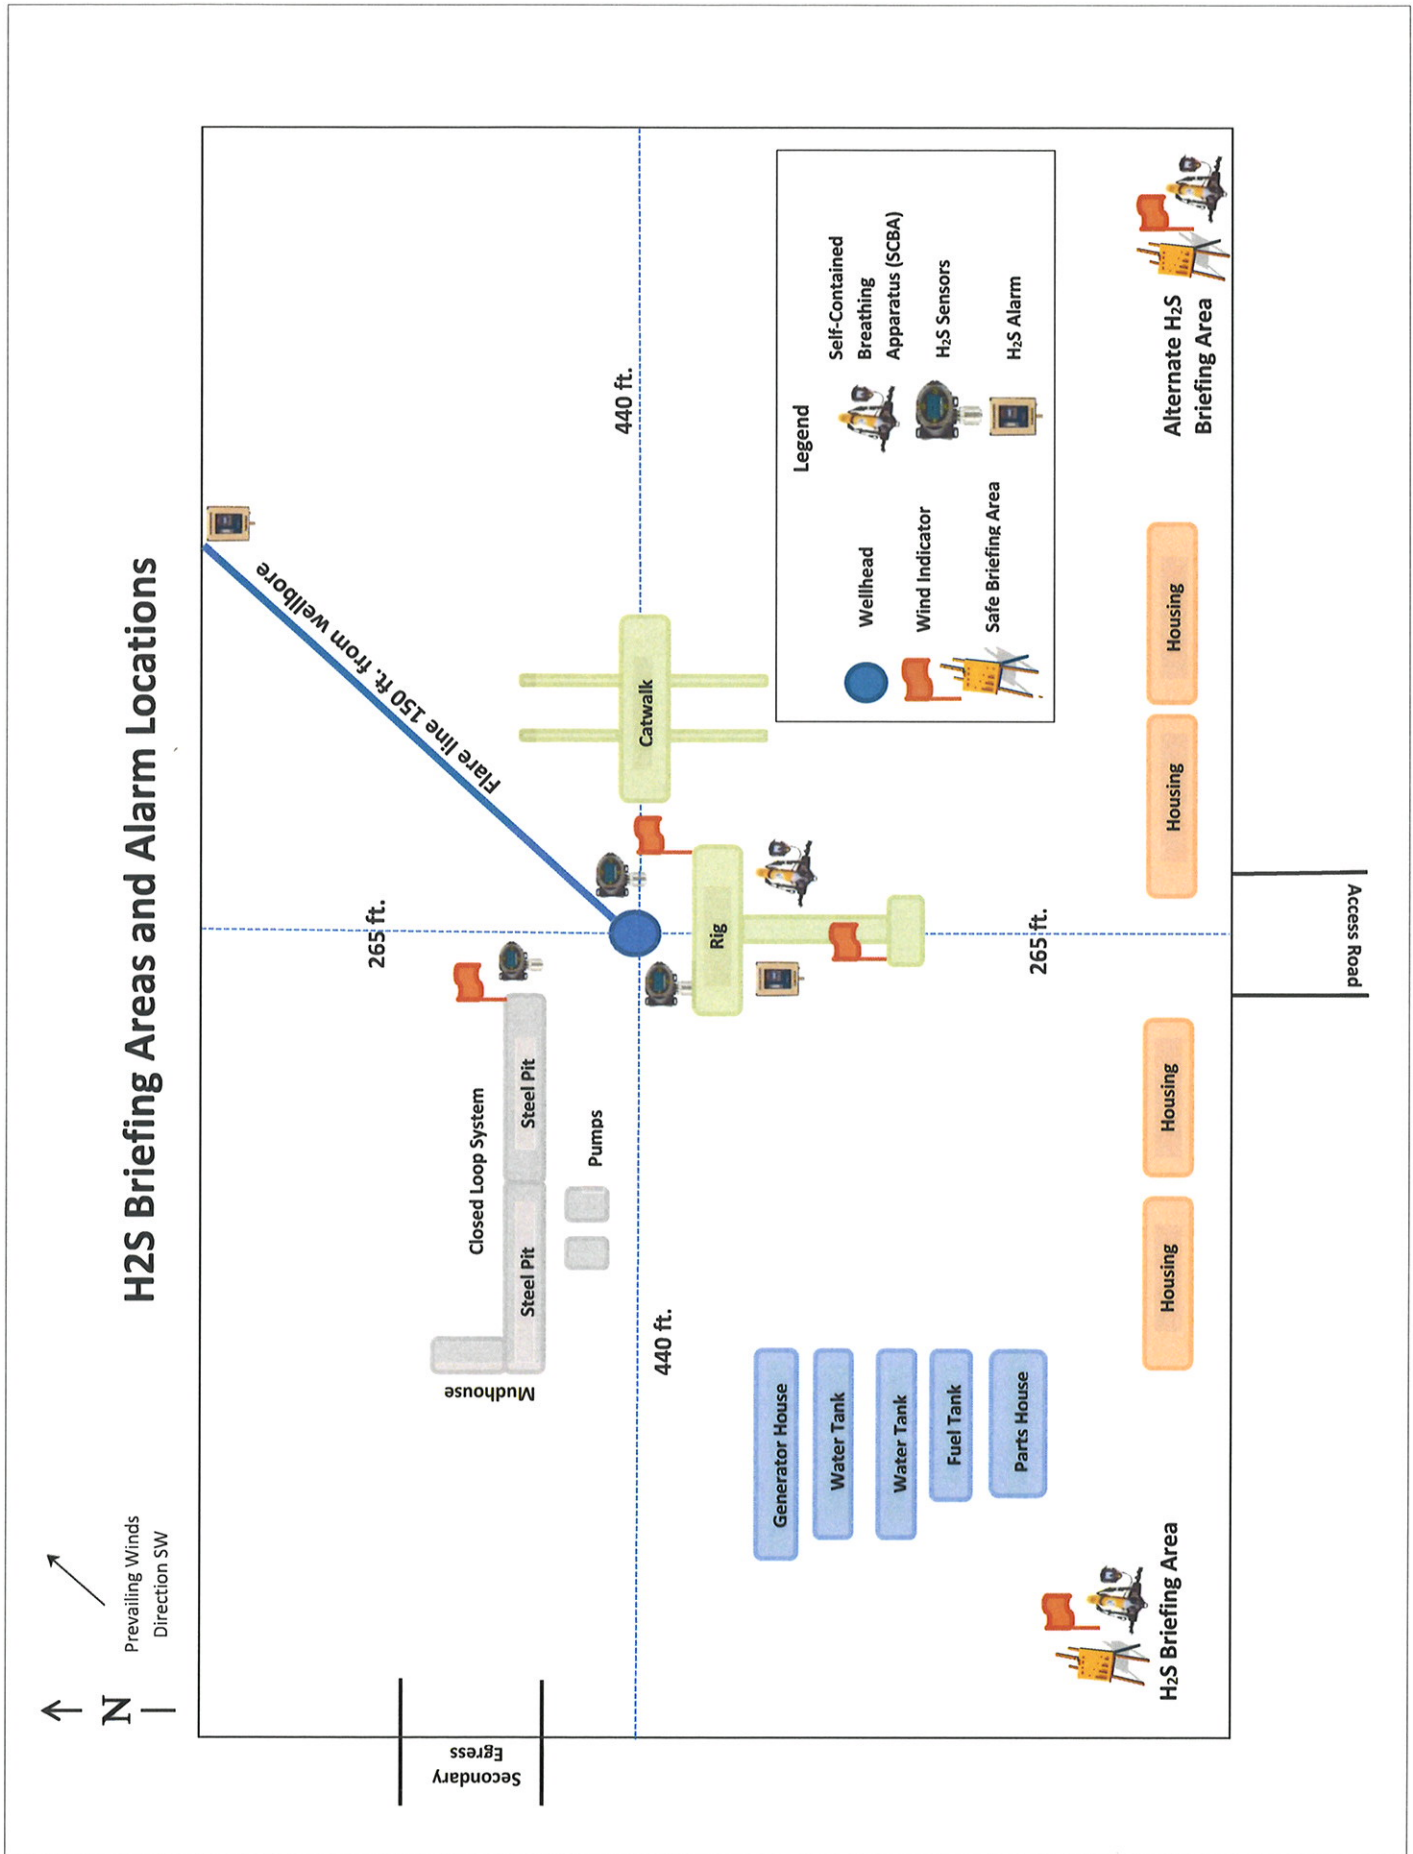 H2S Briefing Areas and Alarm Locations
N
Prevailing Winds
Direction SW
Secondary
Egress
Mudhouse
Closed Loop System
Steel Pit
Steel Pit
Pumps
265 ft.
Flare line 150 ft. from wellbore
440 ft.
440 ft.
Catwalk
Rig
265 ft.
Generator House
Water Tank
Water Tank
Fuel Tank
Parts House
Legend
Wellhead
Wind Indicator
Safe Briefing Area
Self-Contained
Breathing
Apparatus (SCBA)
H2S Sensors
H2S Alarm
H2S Briefing Area
Housing
Housing
Housing
Housing
Alternate H2S
Briefing Area
Access Road